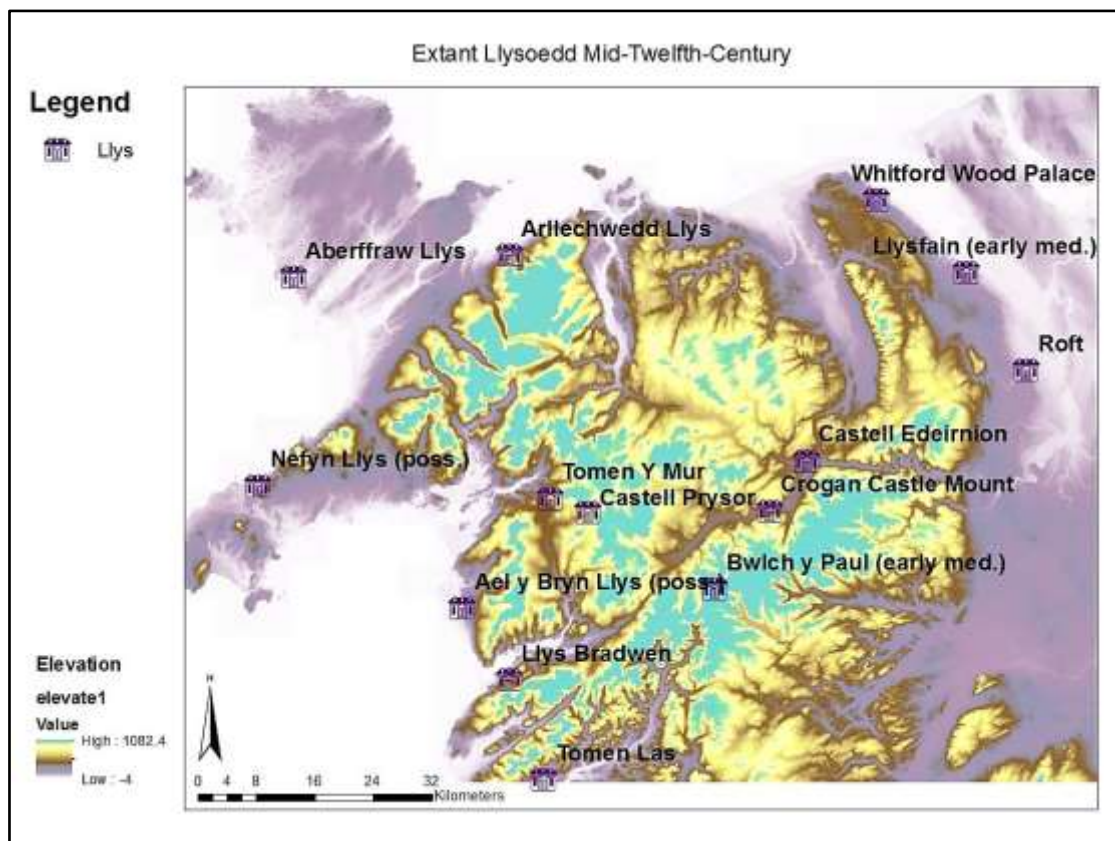 Extant Llysoedd Mid-Twelfth-Century
Legend
Llys
Whitford Wood Palace
Arllechwedd Llys
Llysfain (early med.)
Aberffraw Llys
Roft
Castell Edeirnion
Nefyn Llys (poss.)
Tomen Y Mur
Crogan Castle Mount
Castell Prysor
Bwlch y Paul (early med.)
Ael y Bryn Llys (poss.
Llys Bradwen
Elevation
elevate1
Value
High : 1082.4
Low : -4
N
Tomen Las
0 4 8 16 24 32
Kilometers